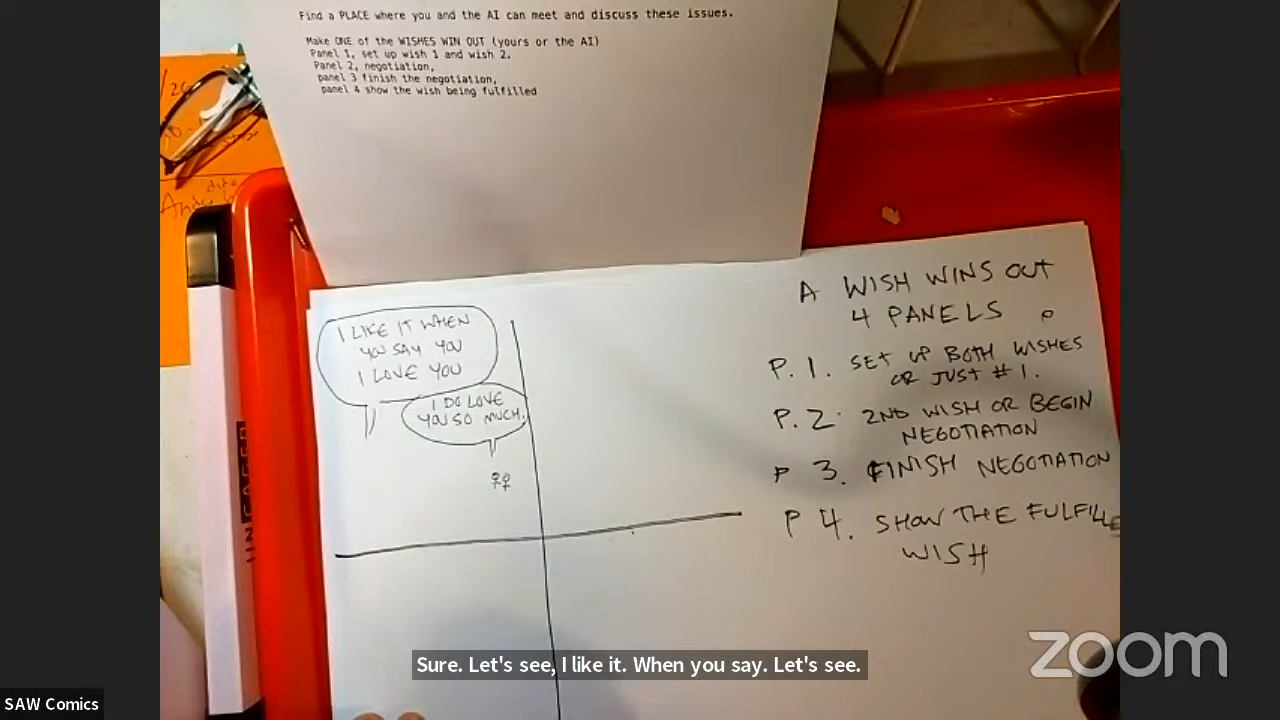 Find a PLACE where you and the AI can meet and discuss these issues.
Make ONE of the WISHES WIN OUT (yours or the AI)
Panel 1, set up wish 1 and wish 2.
Panel 2, negotiation,
panel 3 finish the negotiation,
panel 4 show the wish being fulfilled
A WISH WINS OUT
4 PANELS
P. 1. SET UP BOTH WISHES
OR JUST #1.
P. 2. 2ND WISH OR BEGIN
NEGOTIATION
P 3. FINISH NEGOTIATION
P 4. SHOW THE FULFILLE
WISH
I LIKE IT WHEN
YOU SAY YOU
I LOVE YOU
I DO LOVE
YOU SO MUCH.
Sure. Let's see, I like it. When you say. Let's see.
zoom
SAW Comics